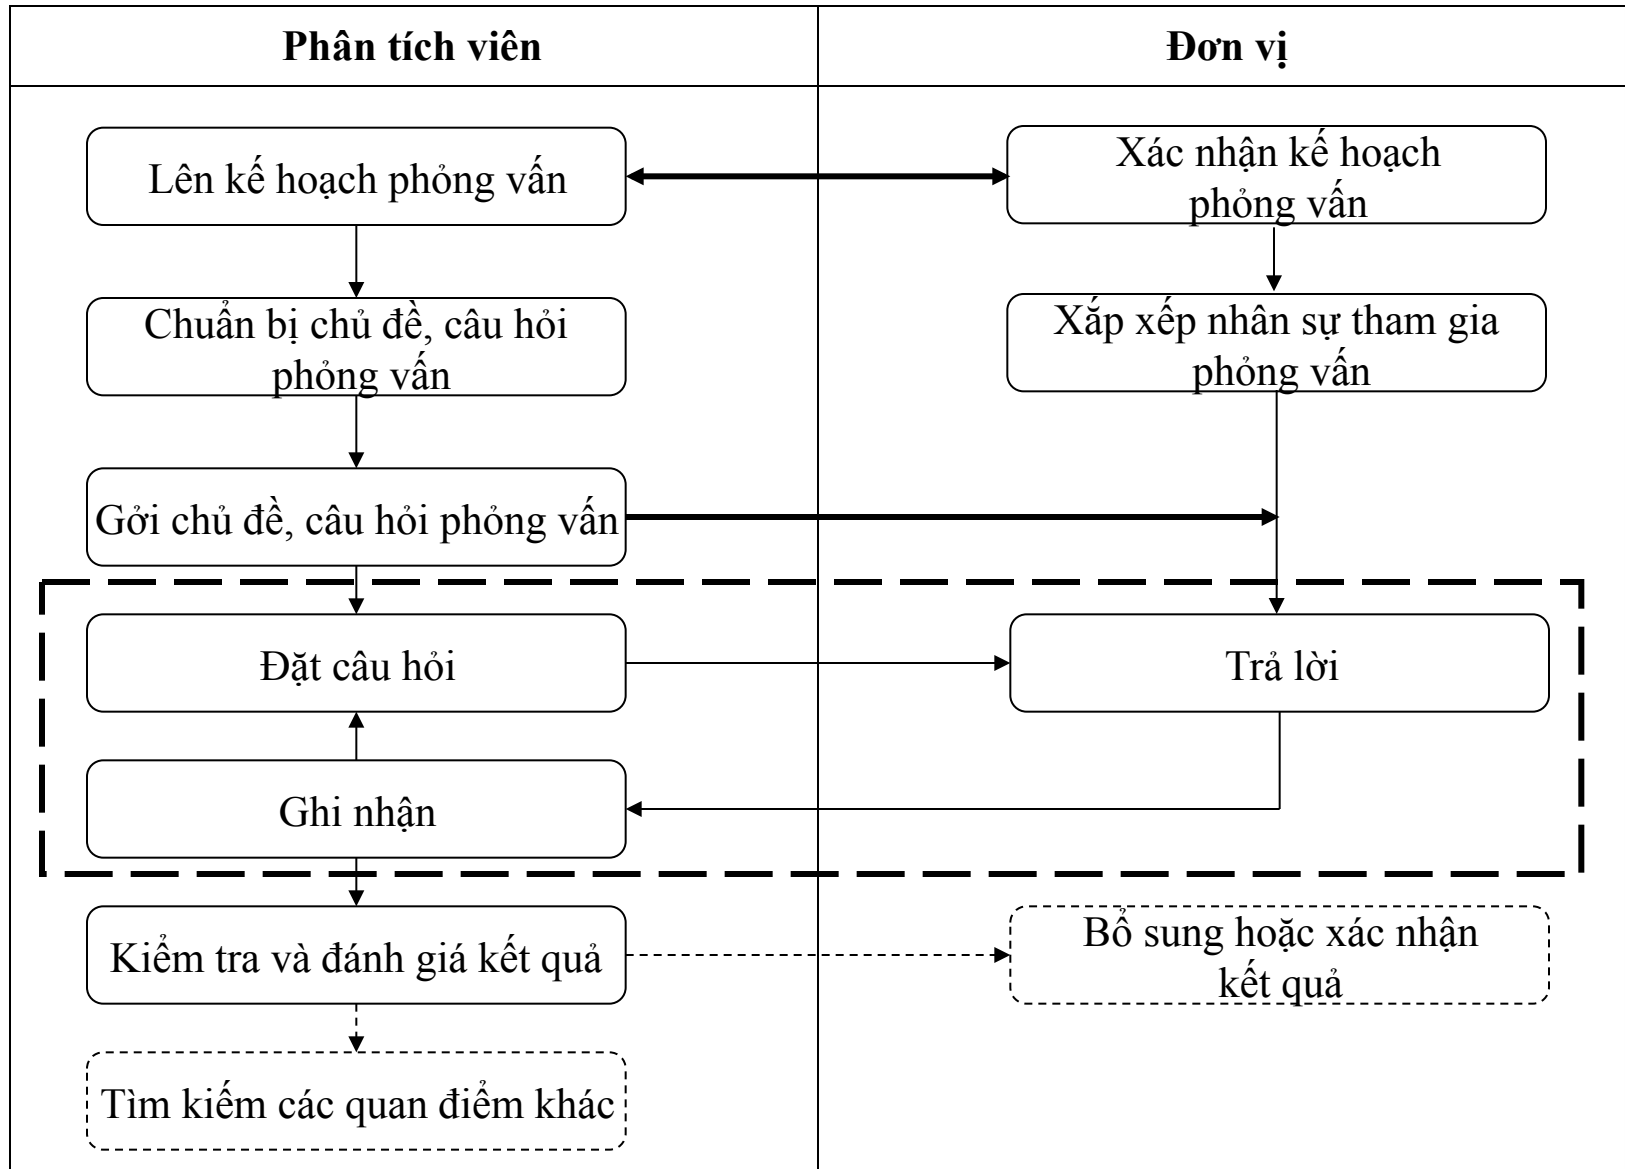 Phân tích viên
Đơn vị
Lên kế hoạch phỏng vấn
Xác nhận kế hoạch
phỏng vấn
Chuẩn bị chủ đề, câu hỏi
phỏng vấn
Xắp xếp nhân sự tham gia
phỏng vấn
Gởi chủ đề, câu hỏi phỏng vấn
Đặt câu hỏi
Trả lời
Ghi nhận
Kiểm tra và đánh giá kết quả
Bổ sung hoặc xác nhận
kết quả
Tìm kiếm các quan điểm khác